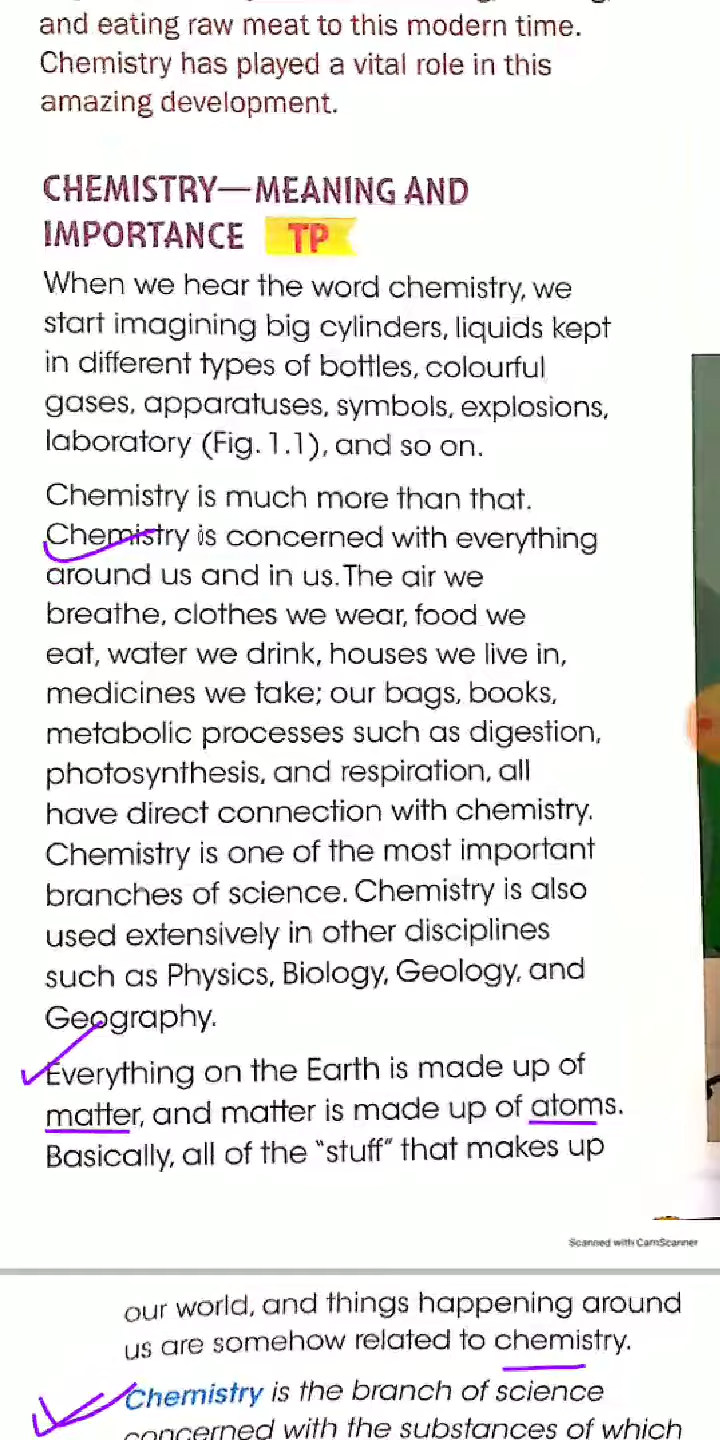 and eating raw meat to this modern time.
Chemistry has played a vital role in this
amazing development.
CHEMISTRY—MEANING AND
IMPORTANCE TP
When we hear the word chemistry, we
start imagining big cylinders, liquids kept
in different types of bottles, colourful
gases, apparatuses, symbols, explosions,
laboratory (Fig. 1.1), and so on.
Chemistry is much more than that.
Chemistry is concerned with everything
around us and in us. The air we
breathe, clothes we wear, food we
eat, water we drink, houses we live in,
medicines we take; our bags, books,
metabolic processes such as digestion,
photosynthesis, and respiration, all
have direct connection with chemistry.
Chemistry is one of the most important
branches of science. Chemistry is also
used extensively in other disciplines
such as Physics, Biology, Geology, and
Geography.
Everything on the Earth is made up of
matter, and matter is made up of atoms.
Basically, all of the "stuff" that makes up
Scanned with CamScanner
our world, and things happening around
us are somehow related to chemistry.
Chemistry is the branch of science
concerned with the substances of which